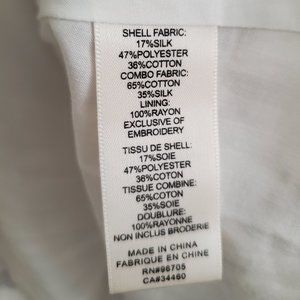 SHELL FABRIC:
17%SILK
47%POLYESTER
36%COTTON
COMBO FABRIC:
65%COTTON
35%SILK
LINING:
100%RAYON
EXCLUSIVE OF
EMBROIDERY
TISSU DE SHELL:
17%SOIE
47%POLYESTER
36%COTON
TISSUE COMBINE:
65%COTON
35%SOIE
DOUBLURE:
100%RAYONNE
NON INCLUS BRODERIE
MADE IN CHINA
FABRIQUE EN CHINE
RN#96705
CA#34460